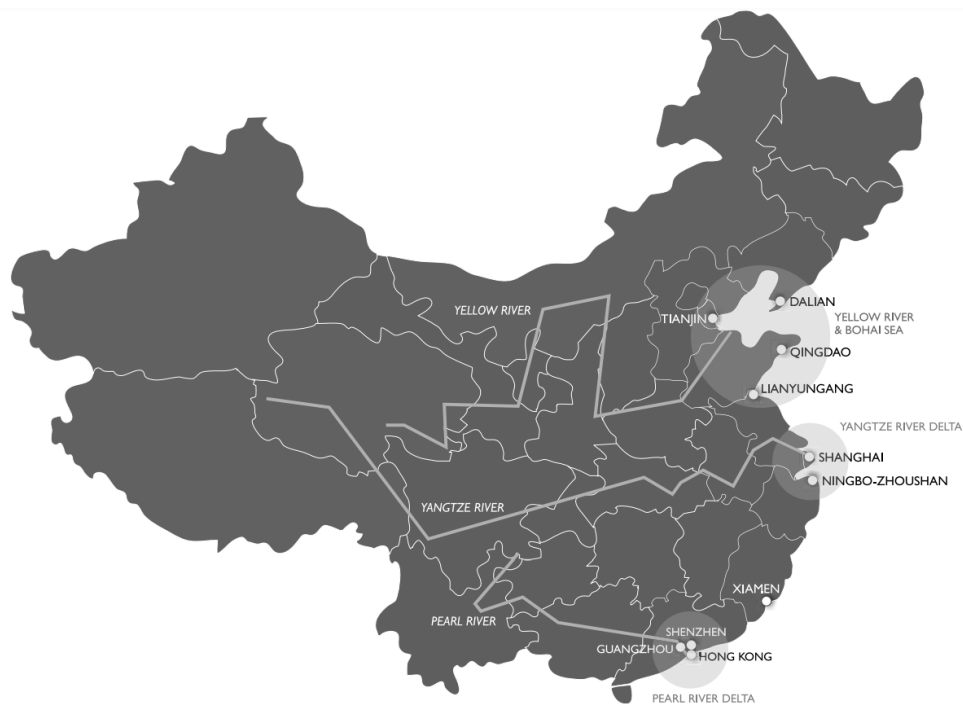 YELLOW RIVER
TIANJIN
DALIAN
YELLOW RIVER
& BOHAI SEA
QINGDAO
LIANYUNGANG
YANGTZE RIVER DELTA
SHANGHAI
NINGBO-ZHOUSHAN
YANGTZE RIVER
XIAMEN
PEARL RIVER
SHENZHEN
GUANGZHOU
HONG KONG
PEARL RIVER DELTA